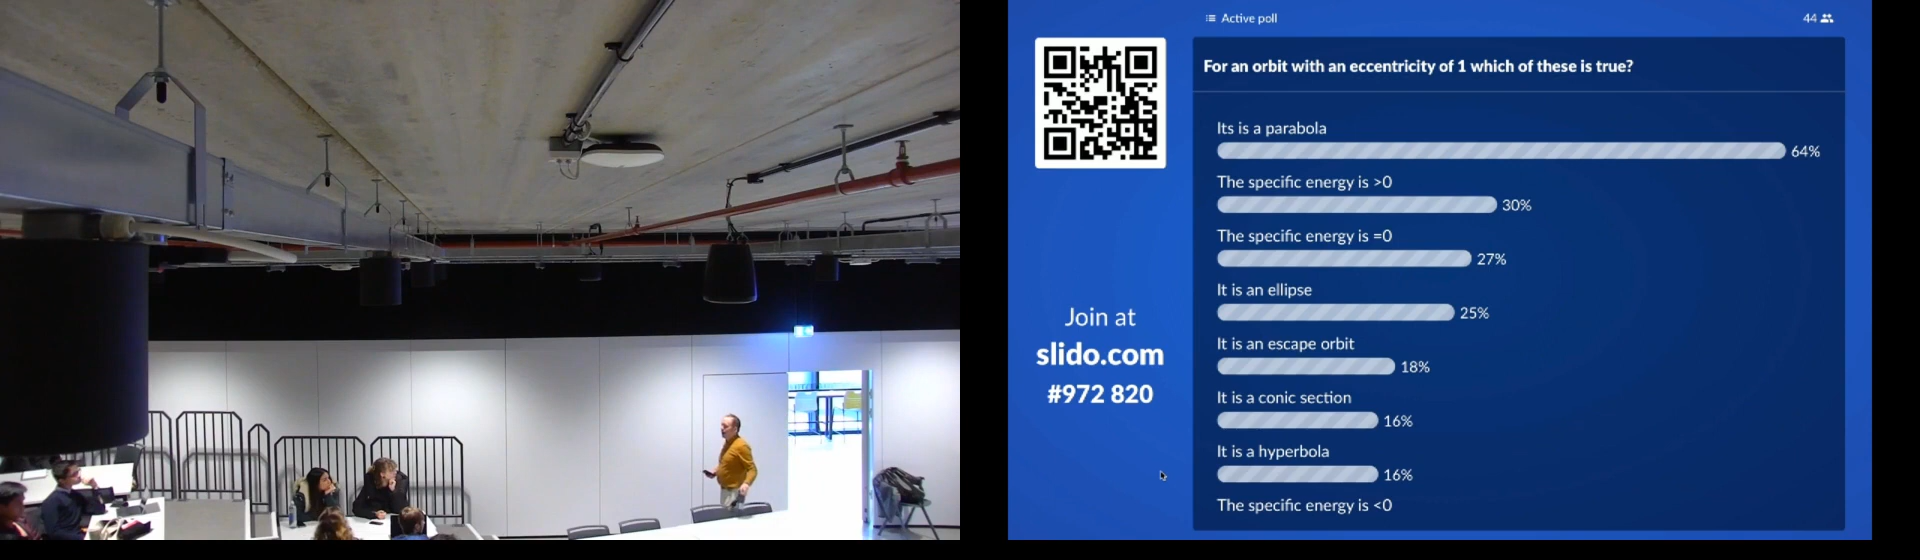 Active poll
44
For an orbit with an eccentricity of 1 which of these is true?
Its is a parabola
64%
The specific energy is >0
30%
The specific energy is =0
27%
It is an ellipse
25%
It is an escape orbit
18%
It is a conic section
16%
It is a hyperbola
16%
The specific energy is <0
Join at
slido.com
#972 820